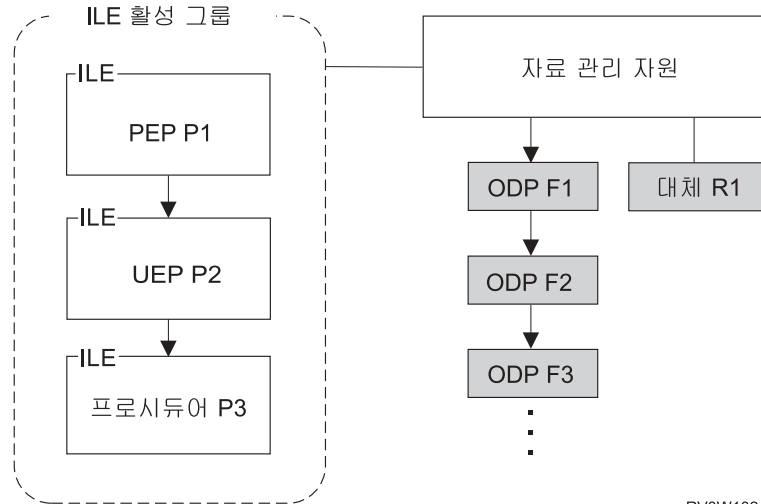 ILE 활성 그룹
ILE
PEP P1
ILE
UEP P2
ILE
프로시듀어 P3
자료 관리 자원
ODP F1
대체 R1
ODP F2
ODP F3